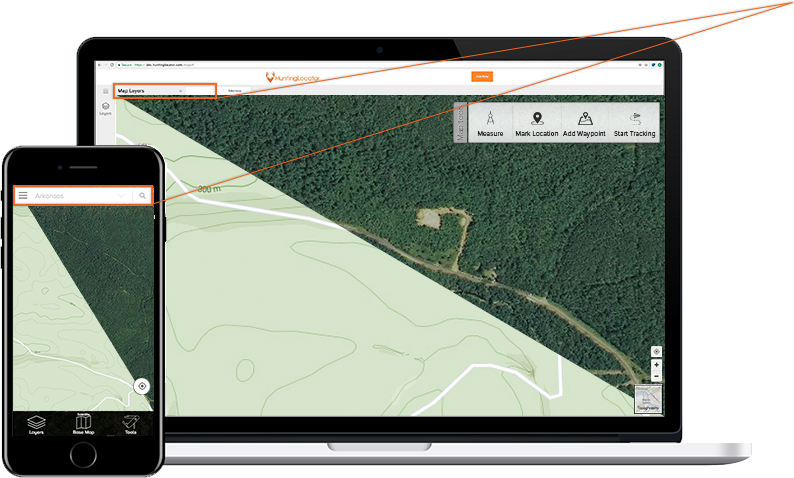 HuntingLocator
Map Layers
Layers
Map Tools
Measure
Mark Location
Add Waypoint
Start Tracking
300 m
Arkansas
Layers
Base Map
Tools
Topography